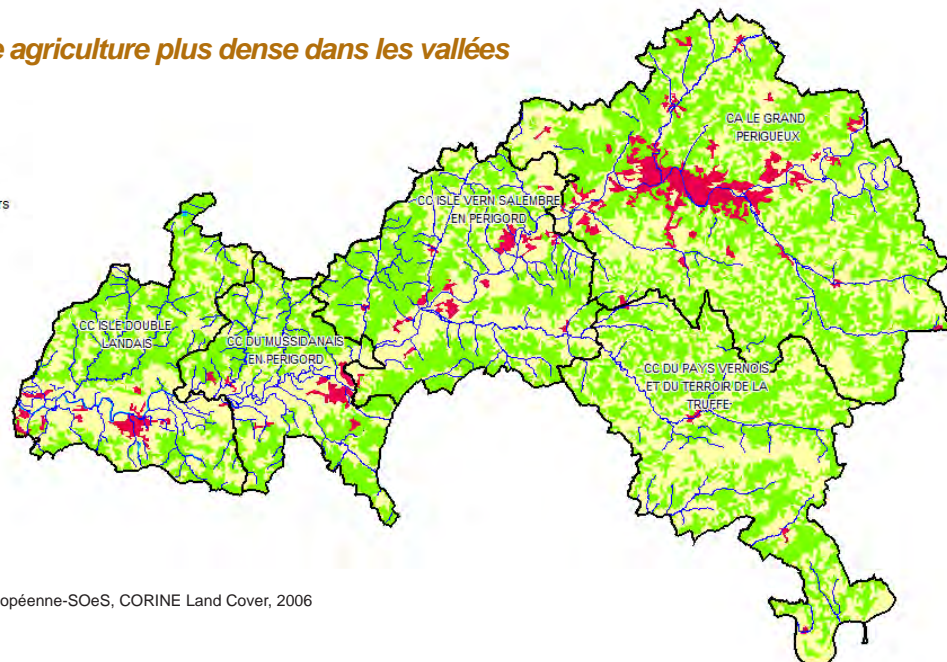 e agriculture plus dense dans les vallées
CA LE GRAND
PERIGUEUX
rs
CC ISLE VERN SALEMBRE
EN PERIGORD
CC ISLE DOUBLE
LANDAIS
CC DU MUSSIDANAIS
EN PERIGORD
CC DU PAYS VERNOIS
ET DU TERROIR DE LA
TRUFFE
opéenne-SOeS, CORINE Land Cover, 2006